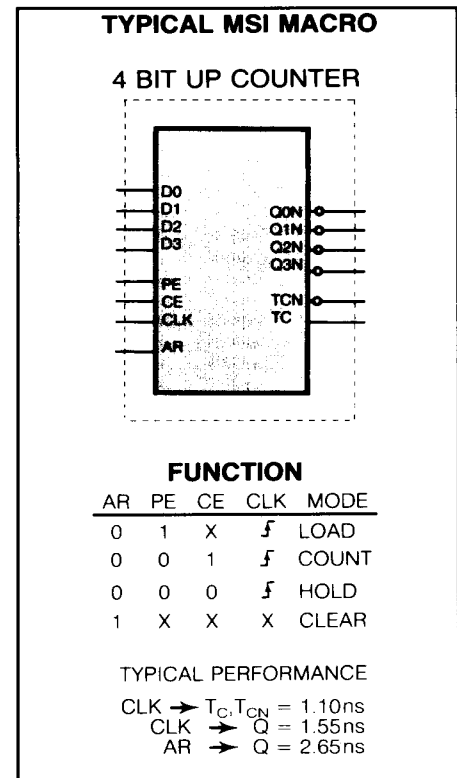 TYPICAL MSI MACRO
4 BIT UP COUNTER
D0
D1
D2
D3
PE
CE
CLK
AR
Q0N
Q1N
Q2N
Q3N
TCN
TC
FUNCTION
AR PE CE CLK MODE
0 1 X ⨍ LOAD
0 0 1 ⨍ COUNT
0 0 0 ⨍ HOLD
1 X X X CLEAR
TYPICAL PERFORMANCE
CLK → TC,TCN = 1.10ns
CLK → Q = 1.55ns
AR → Q = 2.65ns